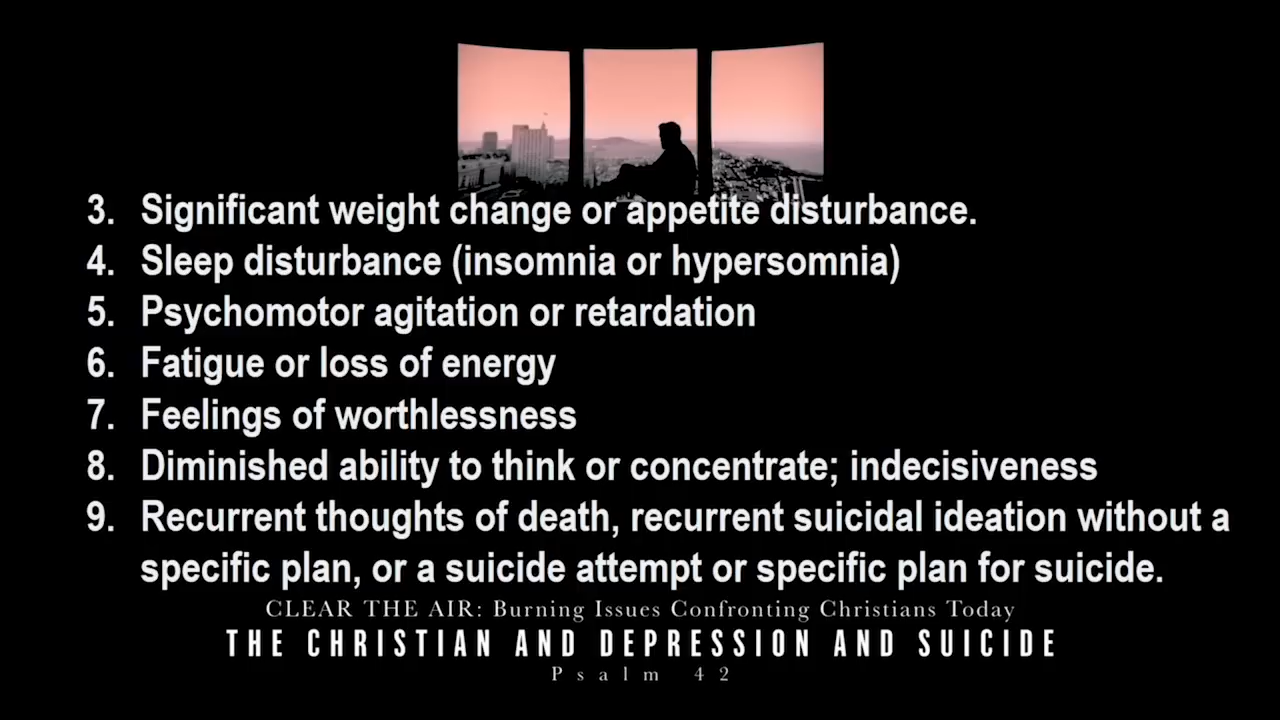 3. Significant weight change or appetite disturbance.
4. Sleep disturbance (insomnia or hypersomnia)
5. Psychomotor agitation or retardation
6. Fatigue or loss of energy
7. Feelings of worthlessness
8. Diminished ability to think or concentrate; indecisiveness
9. Recurrent thoughts of death, recurrent suicidal ideation without a
specific plan, or a suicide attempt or specific plan for suicide.
CLEAR THE AIR: Burning Issues Confronting Christians Today
THE CHRISTIAN AND DEPRESSION AND SUICIDE
Psalm 42